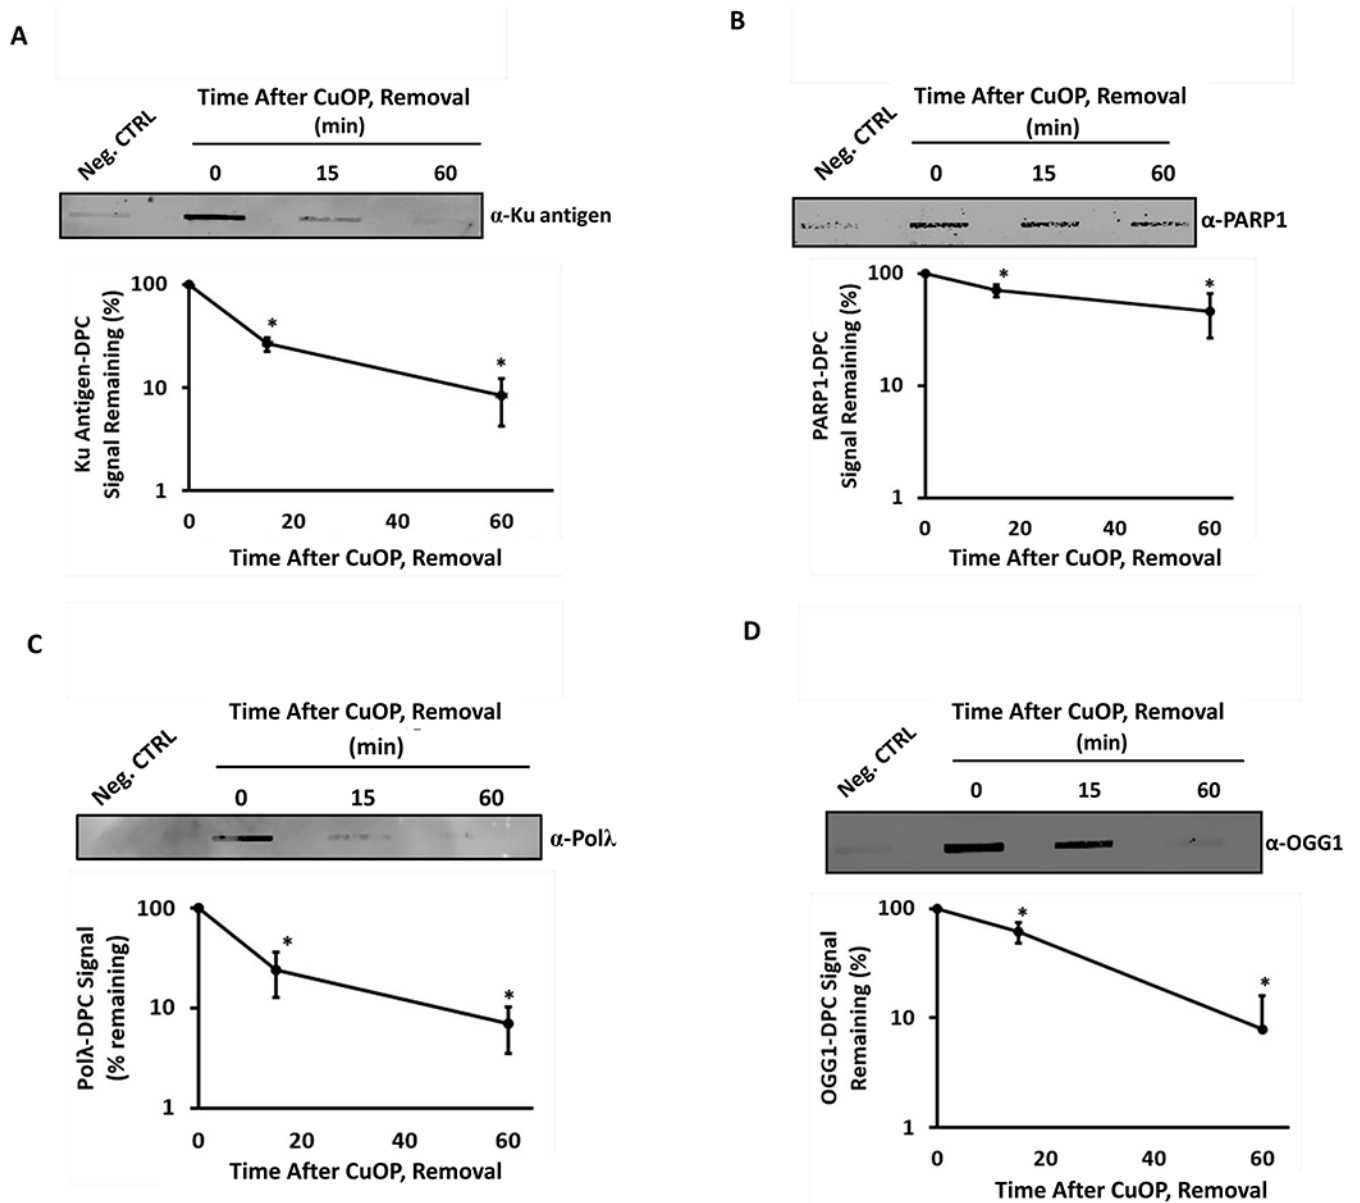 A
Time After CuOP, Removal
(min)
Neg. CTRL
0 15 60
α-Ku antigen
100
10
1
Ku Antigen-DPC
Signal Remaining (%)
*
*
0 20 40 60
Time After CuOP, Removal
B
Time After CuOP, Removal
(min)
Neg. CTRL
0 15 60
α-PARP1
100
10
1
PARP1-DPC
Signal Remaining (%)
*
*
0 20 40 60
Time After CuOP, Removal
C
Time After CuOP, Removal
(min)
Neg. CTRL
0 15 60
α-Polλ
100
10
1
Polλ-DPC Signal
(% remaining)
*
*
0 20 40 60
Time After CuOP, Removal
D
Time After CuOP, Removal
(min)
Neg. CTRL
0 15 60
α-OGG1
100
10
1
OGG1-DPC Signal
Remaining (%)
*
*
0 20 40 60
Time After CuOP, Removal